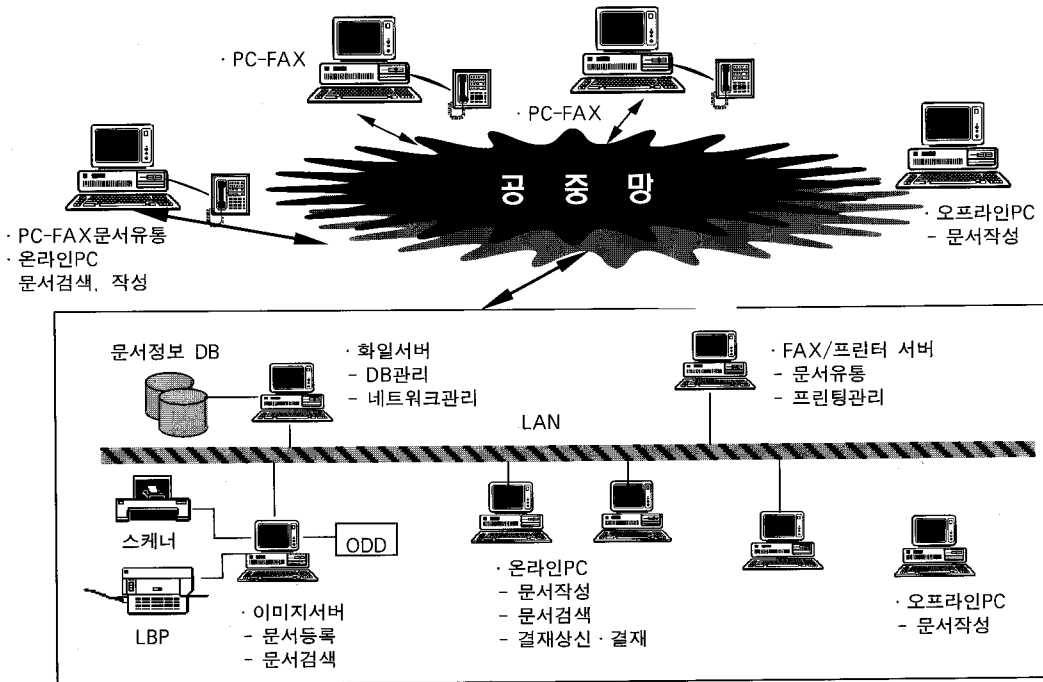 · PC-FAX
· PC-FAX
공 중 망
· PC-FAX문서유통
· 온라인PC
문서검색, 작성
· 오프라인PC
- 문서작성
문서정보 DB
· 화일서버
- DB관리
- 네트워크관리
· FAX/프린터 서버
- 문서유통
- 프린팅관리
LAN
스케너
ODD
LBP
· 이미지서버
- 문서등록
- 문서검색
· 온라인PC
- 문서작성
- 문서검색
- 결재상신 · 결재
· 오프라인PC
- 문서작성